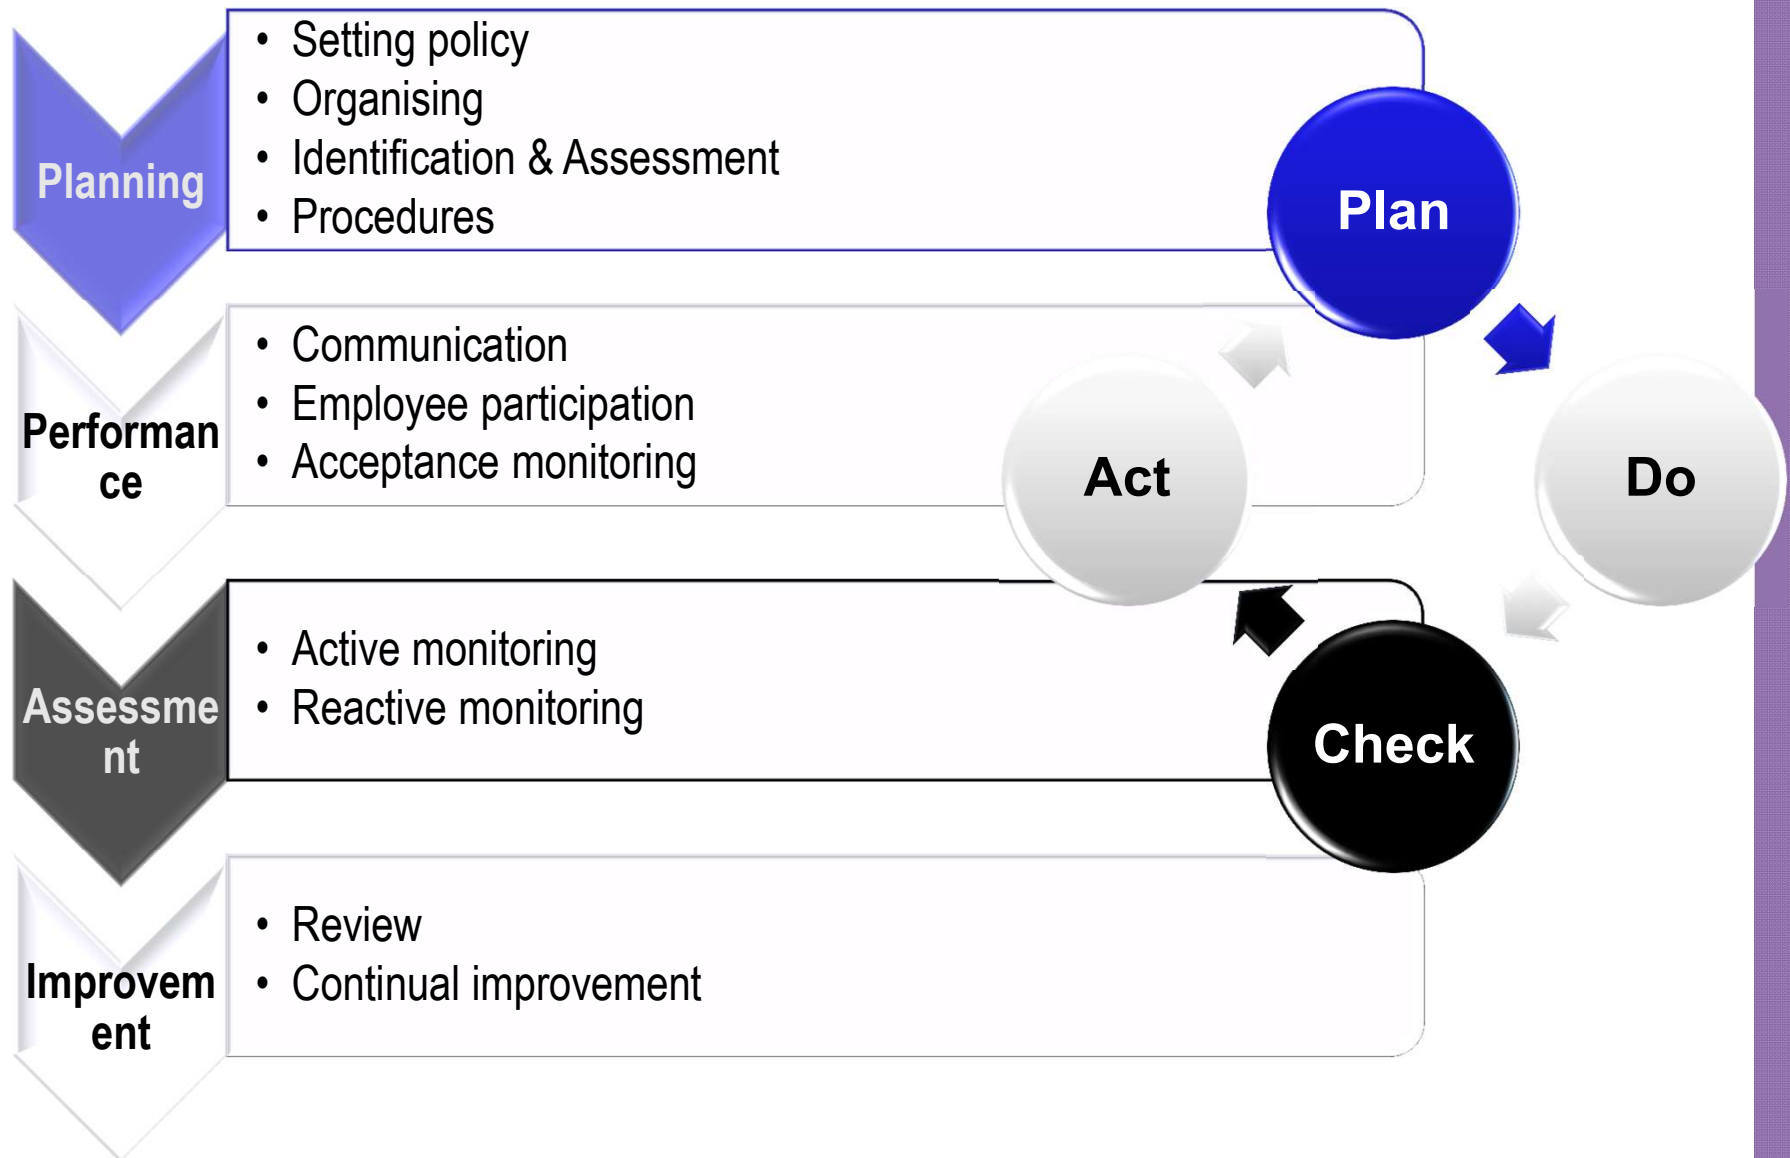 Planning
• Setting policy
• Organising
• Identification & Assessment
• Procedures
Performan
ce
• Communication
• Employee participation
• Acceptance monitoring
Assessme
nt
• Active monitoring
• Reactive monitoring
Improvem
ent
• Review
• Continual improvement
Plan
Do
Check
Act